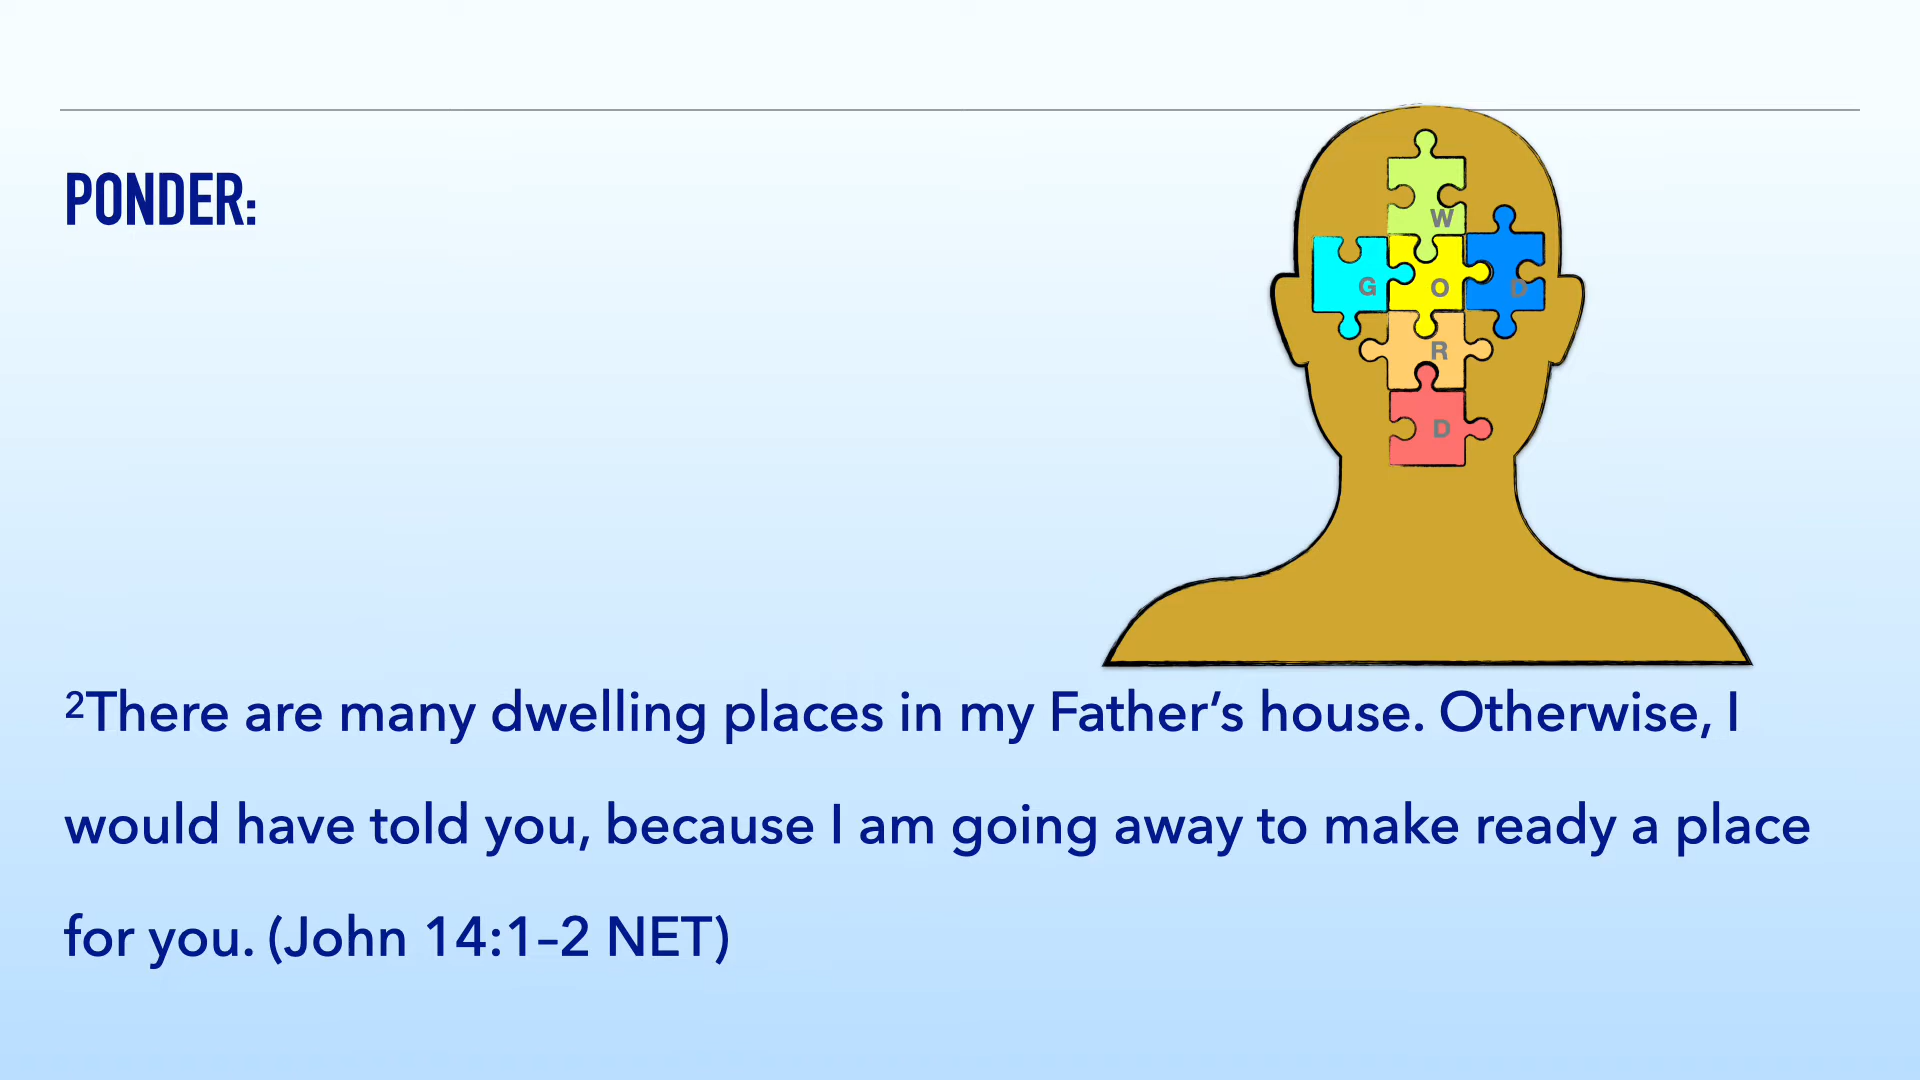 PONDER:
W
G O D
R
D
²There are many dwelling places in my Father’s house. Otherwise, I
would have told you, because I am going away to make ready a place
for you. (John 14:1–2 NET)